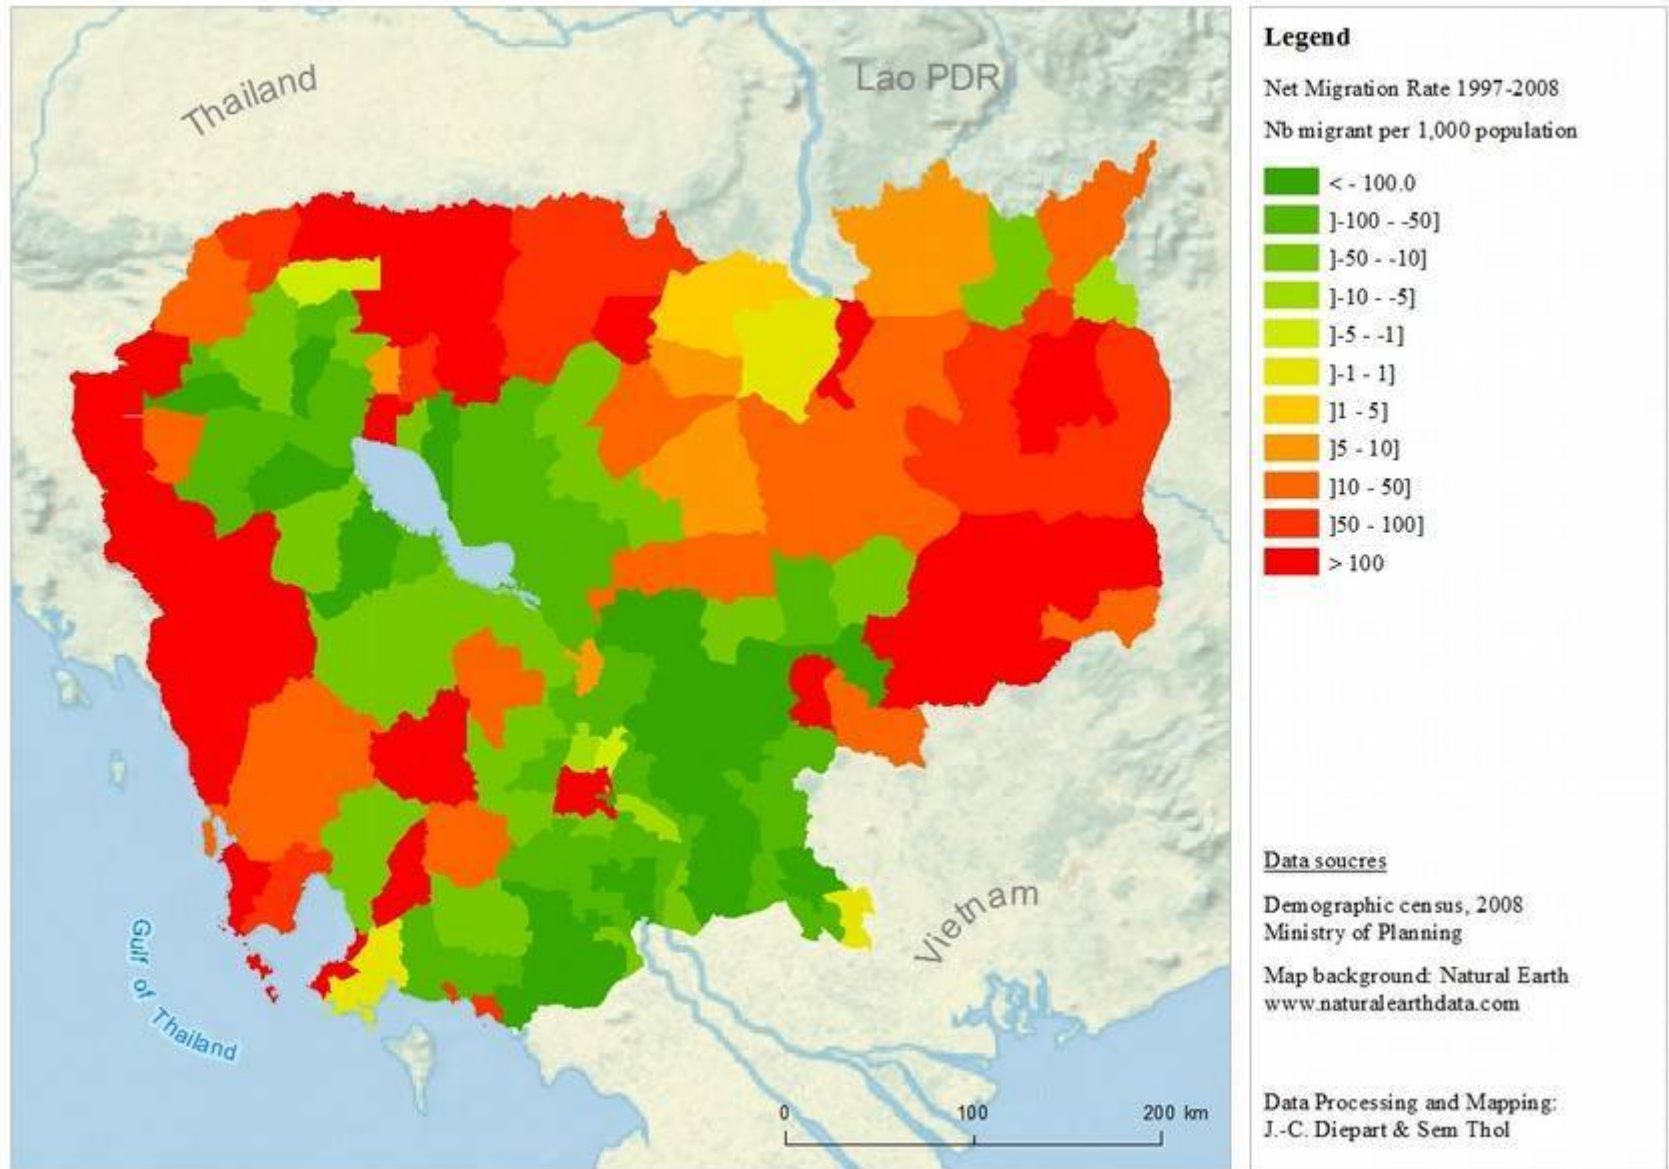 Thailand
Lao PDR
Vietnam
Gulf of Thailand
0 100 200 km
Legend
Net Migration Rate 1997-2008
Nb migrant per 1,000 population
< - 100.0
]-100 - -50]
]-50 - -10]
]-10 - -5]
]-5 - -1]
]-1 - 1]
]1 - 5]
]5 - 10]
]10 - 50]
]50 - 100]
> 100
Data soucres
Demographic census, 2008
Ministry of Planning
Map background: Natural Earth
www.naturalearthdata.com
Data Processing and Mapping:
J.-C. Diepart & Sem Thol